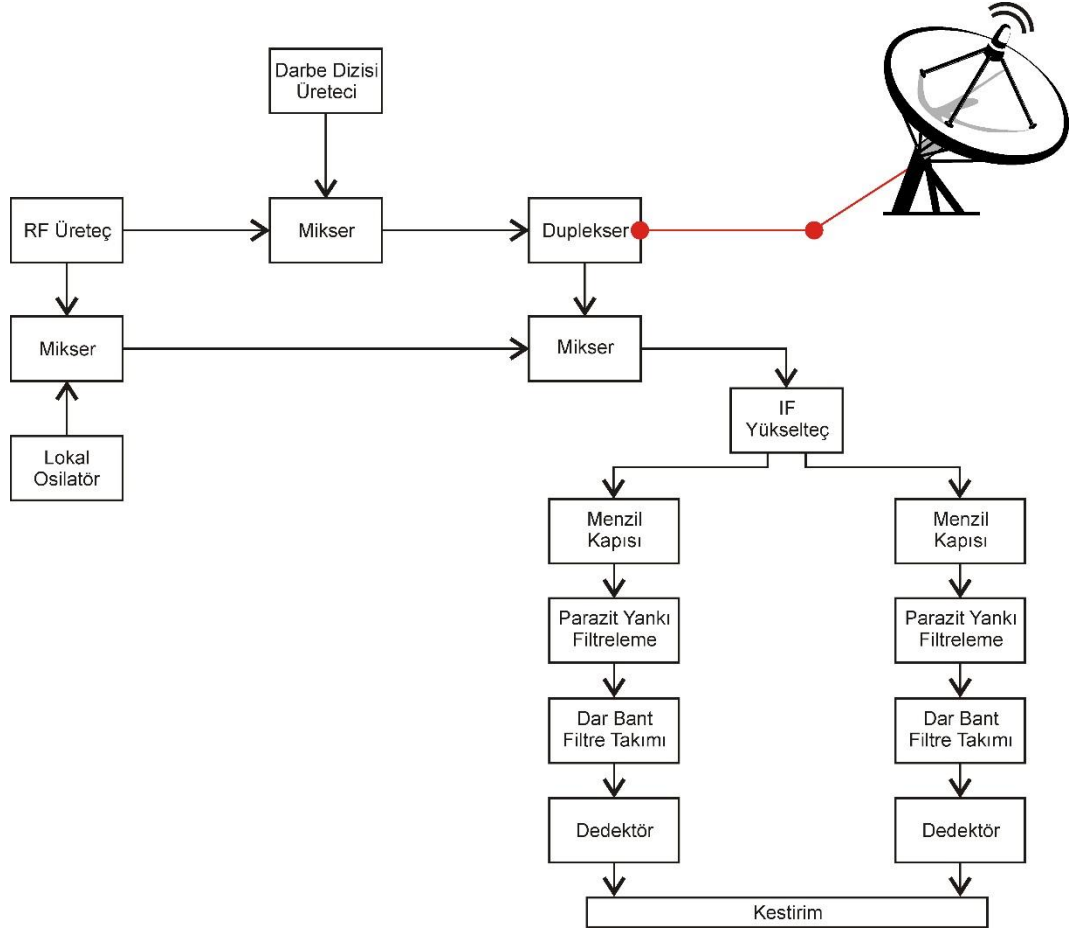 Darbe Dizisi
Üreteci
RF Üreteç
Mikser
Duplekser
Mikser
Mikser
Lokal
Osilatör
IF
Yükselteç
Menzil
Kapısı
Menzil
Kapısı
Parazit Yankı
Filtreleme
Parazit Yankı
Filtreleme
Dar Bant
Filtre Takımı
Dar Bant
Filtre Takımı
Dedektör
Dedektör
Kestirim